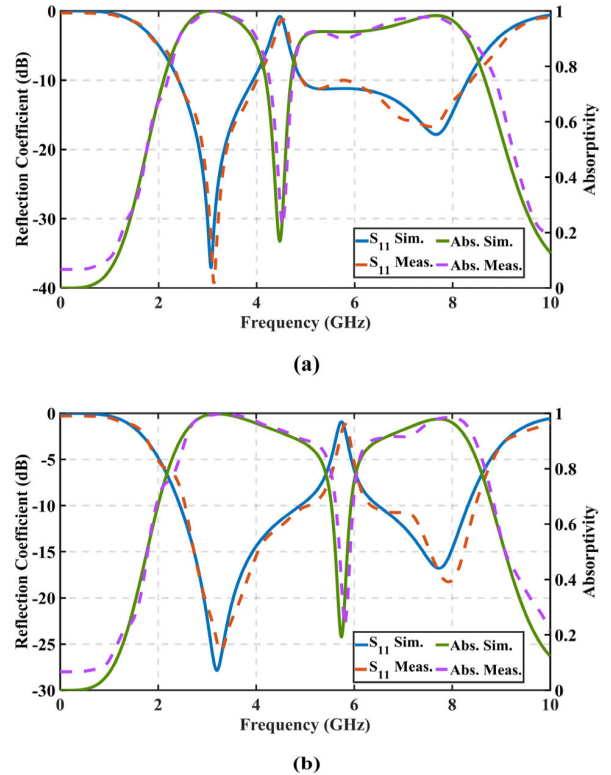 0
-10
-20
-30
-40
Reflection Coefficient (dB)
1
0.8
0.6
0.4
0.2
0
Absorptivity
S11 Sim. Abs. Sim.
S11 Meas. Abs. Meas.
0 2 4 6 8 10
Frequency (GHz)
(a)
0
-5
-10
-15
-20
-25
-30
Reflection Coefficient (dB)
1
0.8
0.6
0.4
0.2
0
Absorptivity
S11 Sim. Abs. Sim.
S11 Meas. Abs. Meas.
0 2 4 6 8 10
Frequency (GHz)
(b)